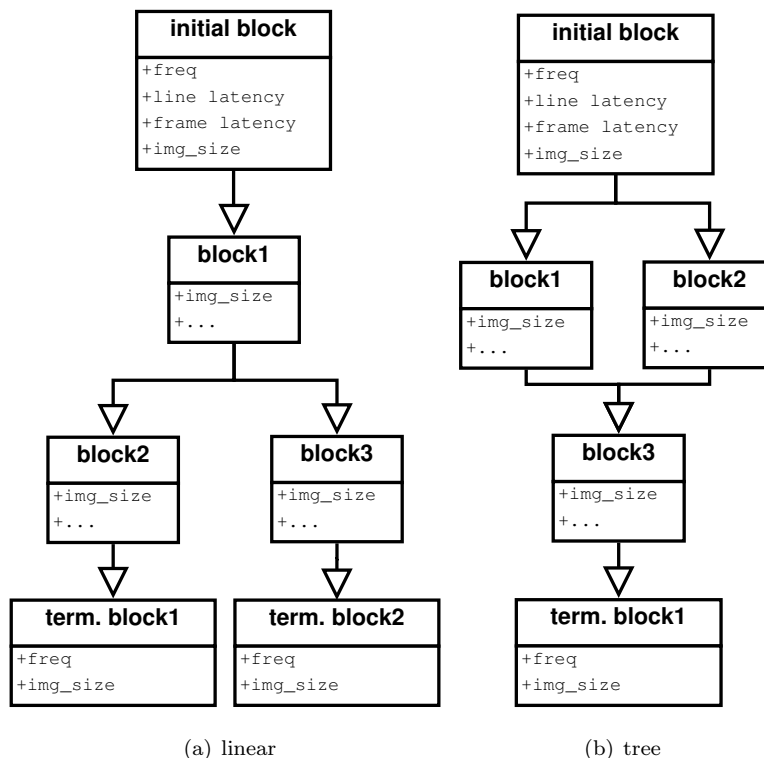 initial block
+freq
+line latency
+frame latency
+img_size
block1
+img_size
+...
block2
+img_size
+...
block3
+img_size
+...
term. block1
+freq
+img_size
term. block2
+freq
+img_size
(a) linear
initial block
+freq
+line latency
+frame latency
+img_size
block1
+img_size
+...
block2
+img_size
+...
block3
+img_size
+...
term. block1
+freq
+img_size
(b) tree